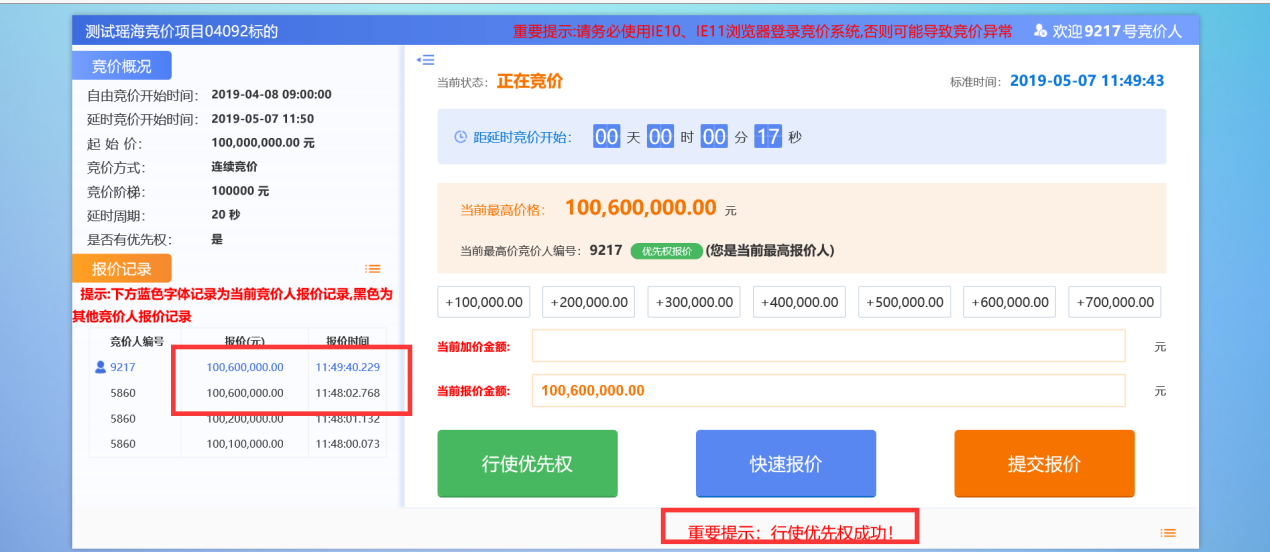 测试瑶海竞价项目04092标的
重要提示:请务必使用IE10、IE11浏览器登录竞价系统,否则可能导致竞价异常
欢迎9217号竞价人
竞价概况
自由竞价开始时间: 2019-04-08 09:00:00
延时竞价开始时间: 2019-05-07 11:50
起 始 价: 100,000,000.00 元
竞价方式: 连续竞价
竞价阶梯: 100000 元
延时周期: 20 秒
是否有优先权: 是
报价记录
提示:下方蓝色字体记录为当前竞价人报价记录,黑色为
其他竞价人报价记录
竞价人编号 报价(元) 报价时间
9217 100,600,000.00 11:49:40.229
5860 100,600,000.00 11:48:02.768
5860 100,200,000.00 11:48:01.132
5860 100,100,000.00 11:48:00.073
当前状态: 正在竞价
标准时间: 2019-05-07 11:49:43
距延时竞价开始: 00 天 00 时 00 分 17 秒
当前最高价格: 100,600,000.00 元
当前最高价竞价人编号: 9217 优先权报价 (您是当前最高报价人)
+100,000.00 +200,000.00 +300,000.00 +400,000.00 +500,000.00 +600,000.00 +700,000.00
当前加价金额: 元
当前报价金额: 100,600,000.00 元
行使优先权 快速报价 提交报价
重要提示: 行使优先权成功!